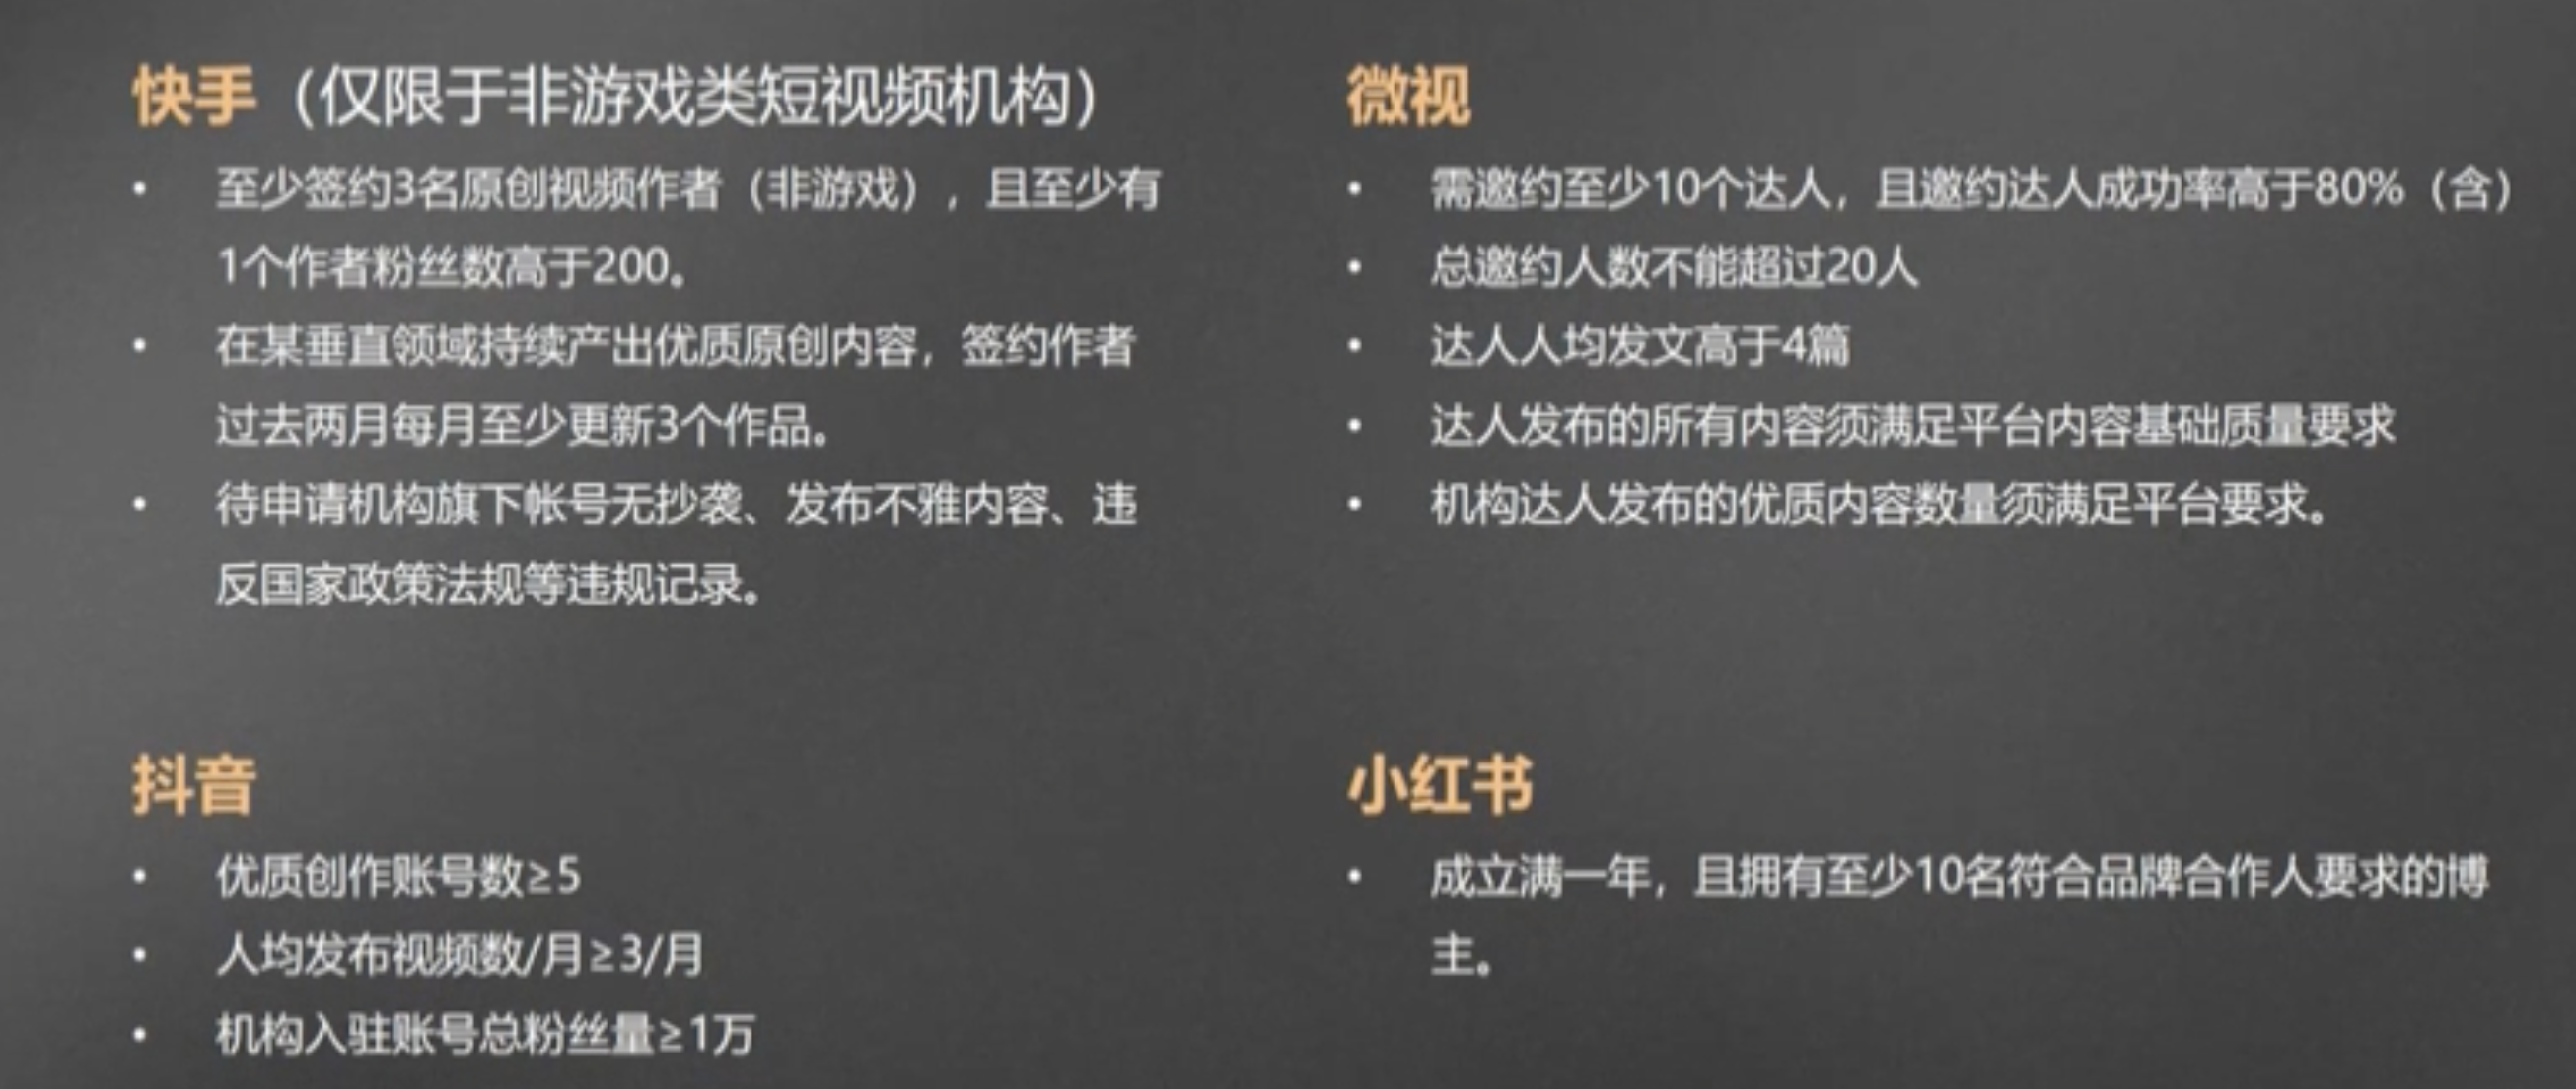 快手（仅限于非游戏类短视频机构）
• 至少签约3名原创视频作者（非游戏），且至少有
1个作者粉丝数高于200。
• 在某垂直领域持续产出优质原创内容，签约作者
过去两月每月至少更新3个作品。
• 待申请机构旗下帐号无抄袭、发布不雅内容、违
反国家政策法规等违规记录。
微视
• 需邀约至少10个达人，且邀约达人成功率高于80%（含）
• 总邀约人数不能超过20人
• 达人人均发文高于4篇
• 达人发布的所有内容须满足平台内容基础质量要求
• 机构达人发布的优质内容数量须满足平台要求。
抖音
• 优质创作账号数≥5
• 人均发布视频数/月≥3/月
• 机构入驻账号总粉丝量≥1万
小红书
• 成立满一年，且拥有至少10名符合品牌合作人要求的博
主。